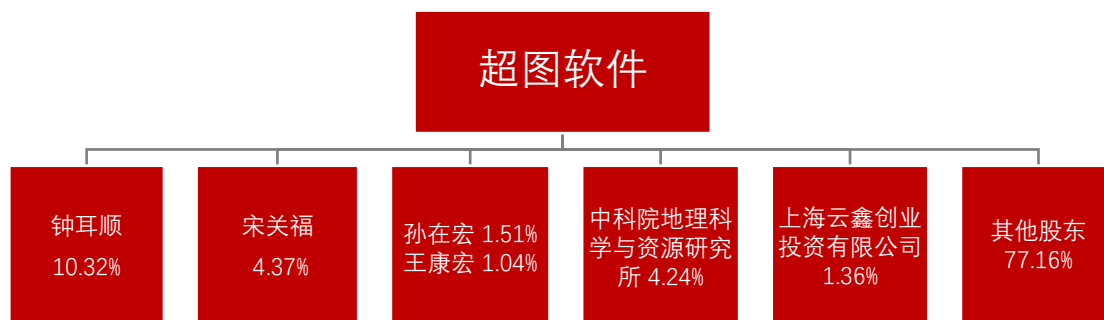 超图软件
钟耳顺
10.32%
宋关福
4.37%
孙在宏 1.51%
王康宏 1.04%
中科院地理科
学与资源研究
所 4.24%
上海云鑫创业
投资有限公司
1.36%
其他股东
77.16%